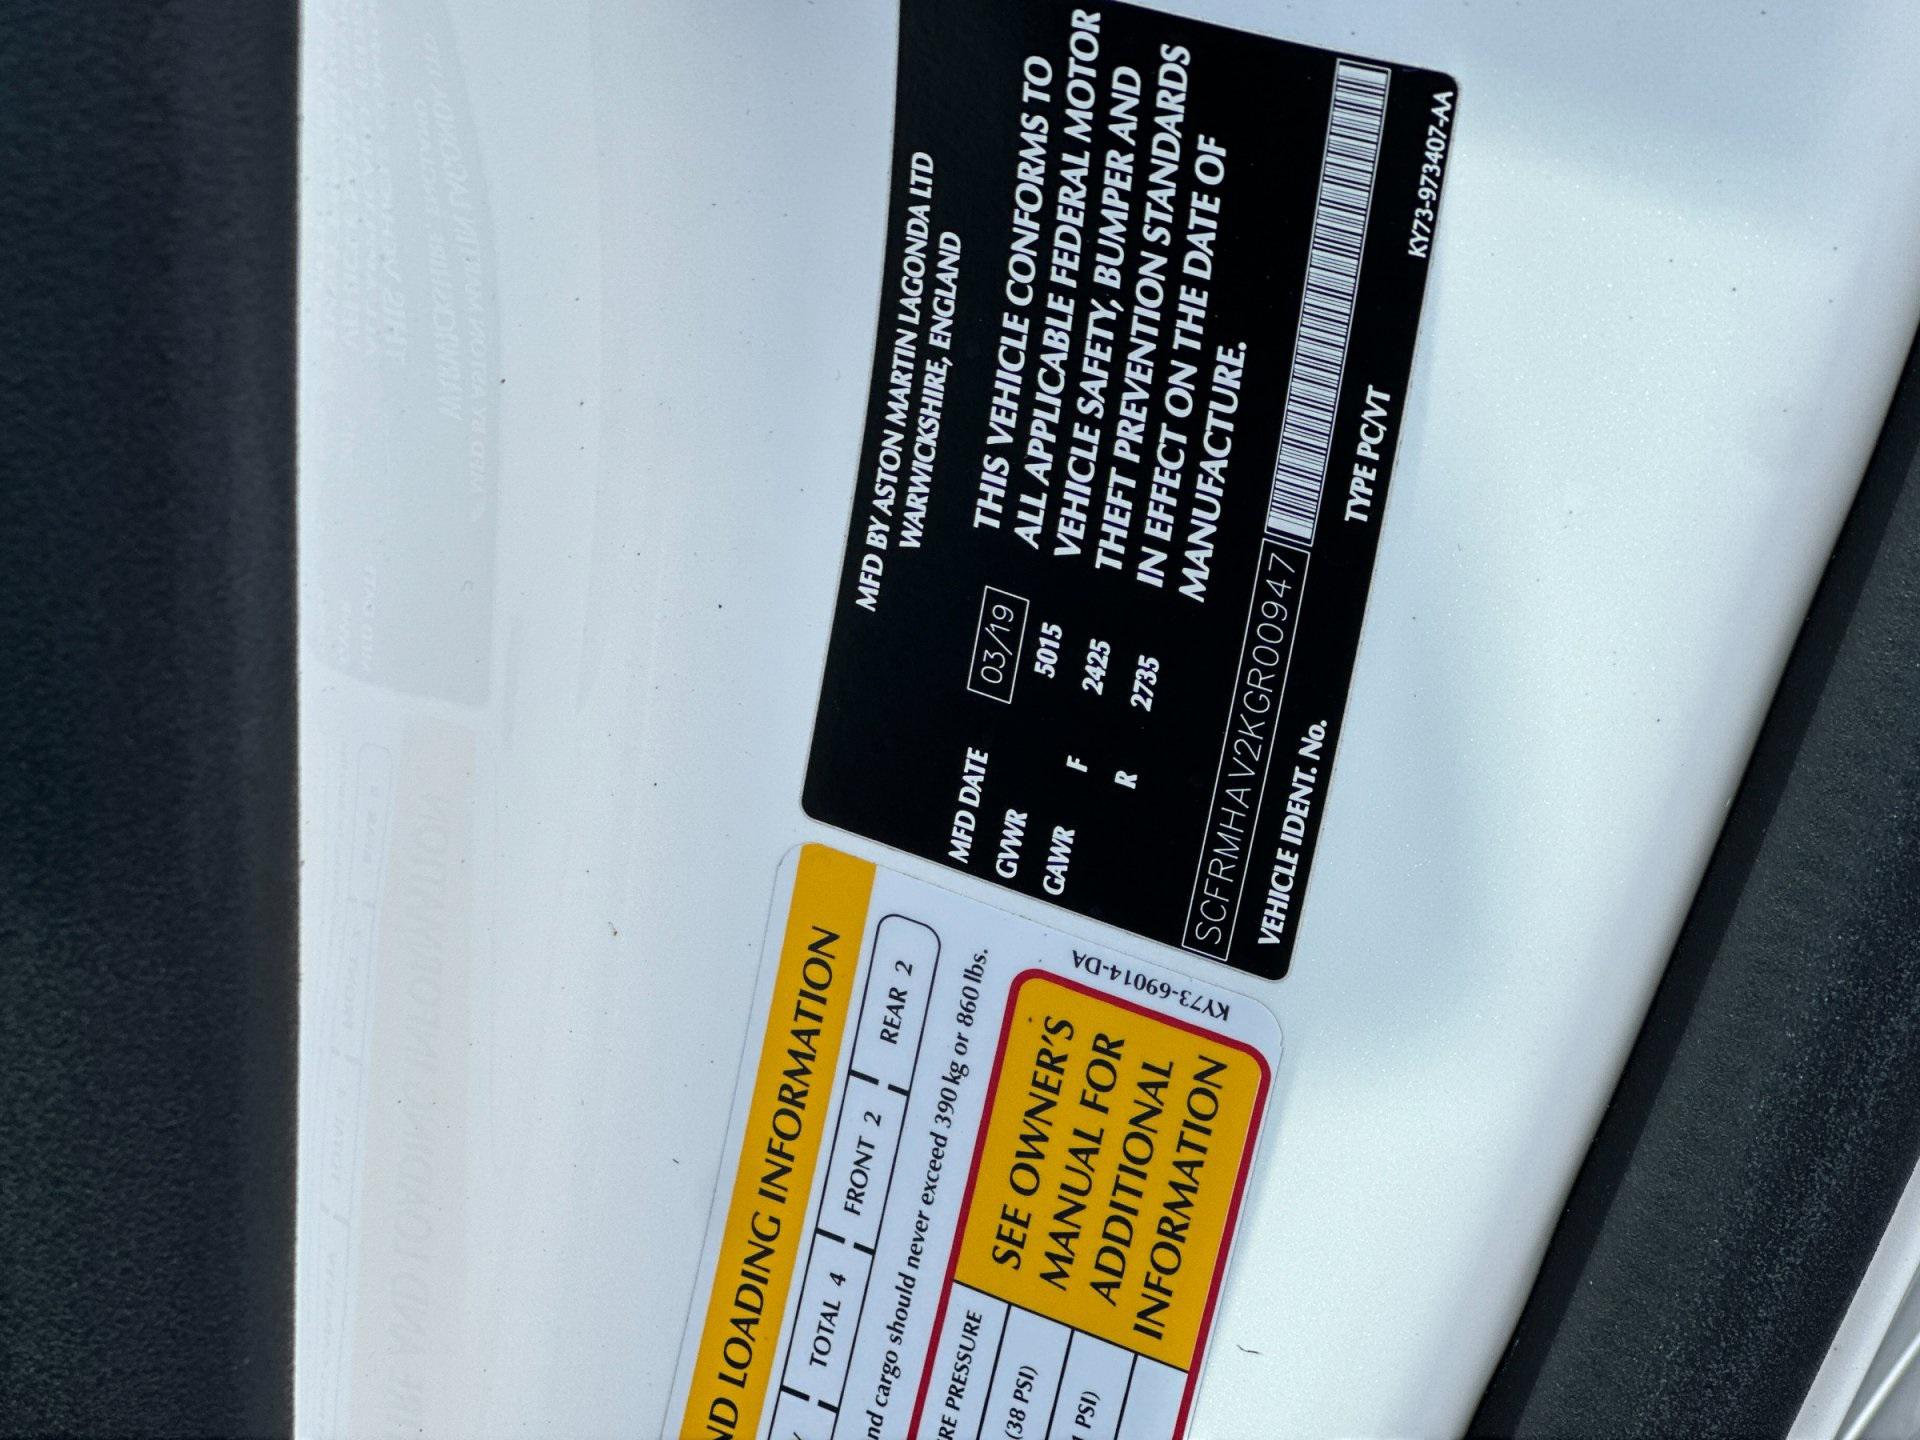 MFD BY ASTON MARTIN LAGONDA LTD
WARWICKSHIRE, ENGLAND
MFD DATE 03/19
GVWR 5015
GAWR F 2425
R 2735
THIS VEHICLE CONFORMS TO
ALL APPLICABLE FEDERAL MOTOR
VEHICLE SAFETY, BUMPER AND
THEFT PREVENTION STANDARDS
IN EFFECT ON THE DATE OF
MANUFACTURE.
SCFRMHAV2KGR00947
VEHICLE IDENT. No. TYPE PC/VT
KY73-973407-AA
ND LOADING INFORMATION
TOTAL 4 FRONT 2 REAR 2
nd cargo should never exceed 390 kg or 860 lbs.
RE PRESSURE
(38 PSI)
PSI)
SEE OWNER'S
MANUAL FOR
ADDITIONAL
INFORMATION
KY73-69014-DA